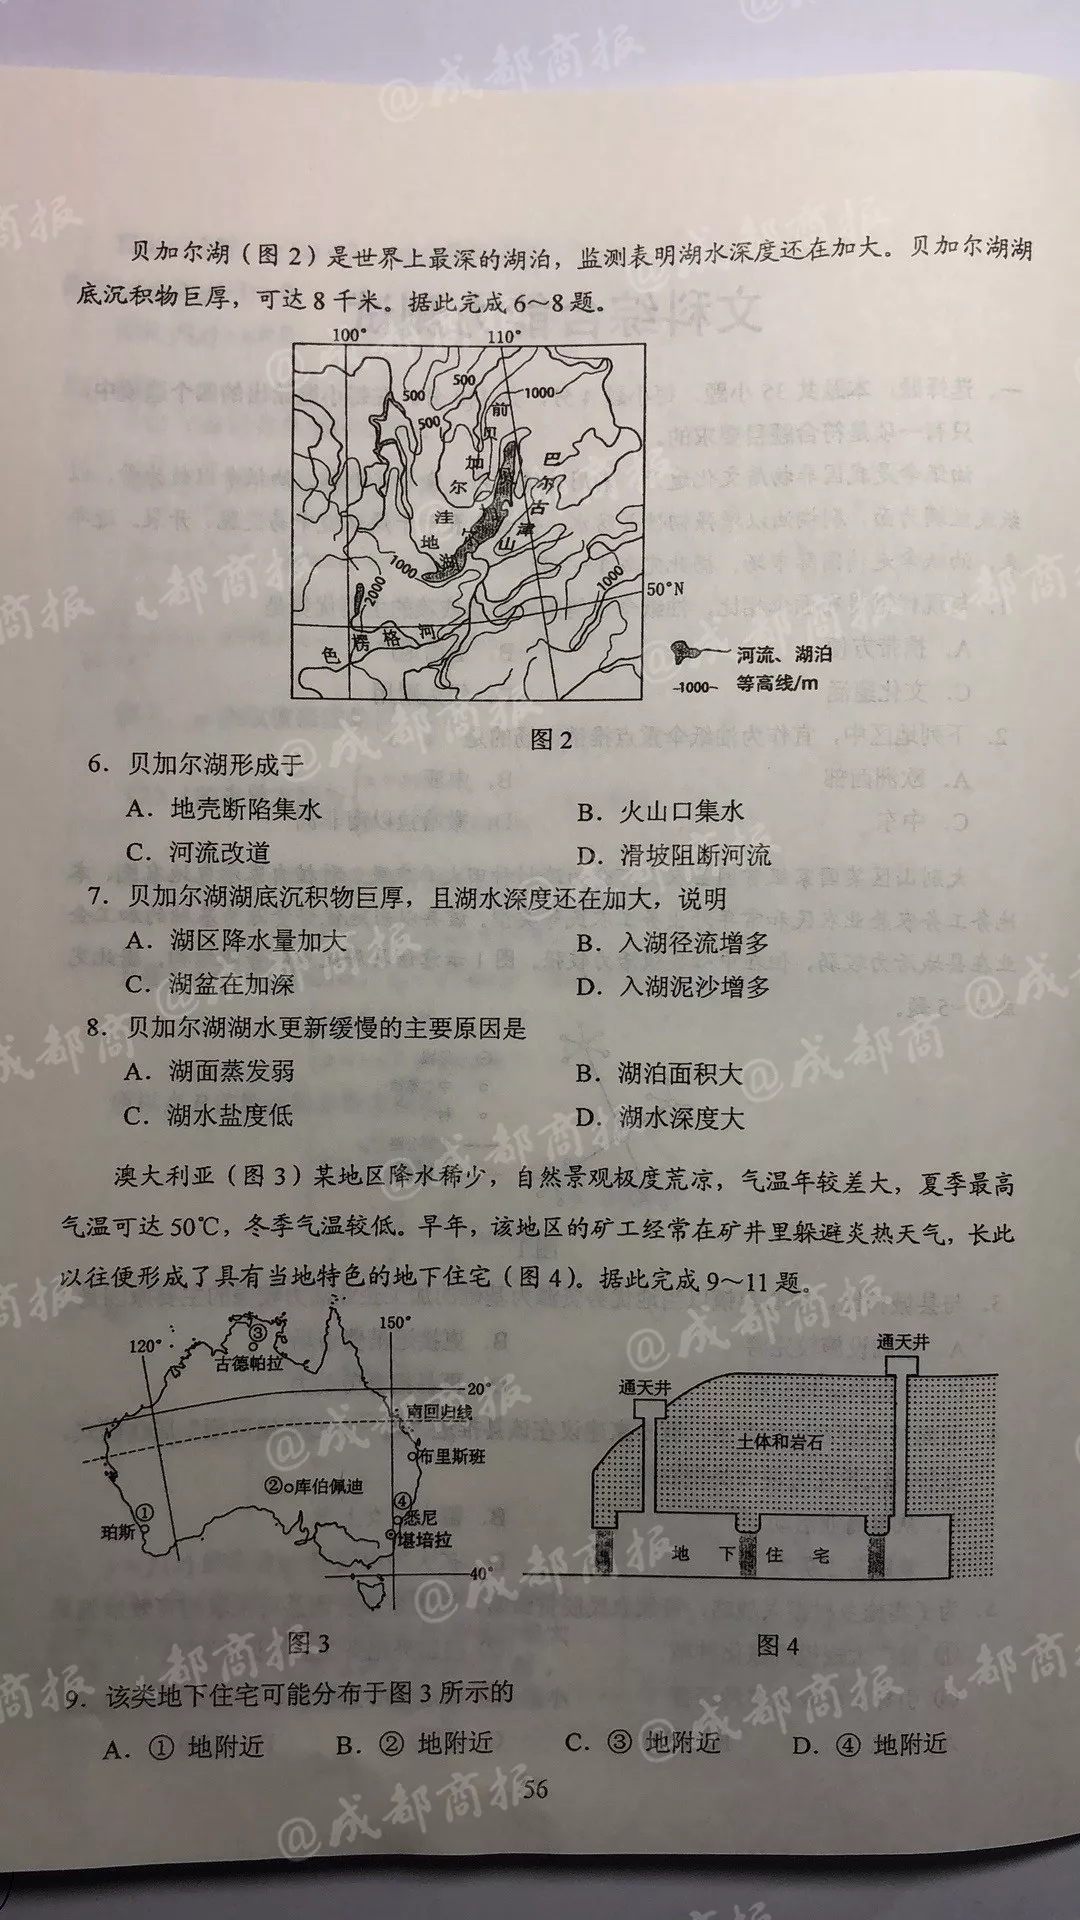 贝加尔湖（图2）是世界上最深的湖泊，监测表明湖水深度还在加大。贝加尔湖湖
底沉积物巨厚，可达8千米。据此完成6～8题。
100° 110°
500 500 1000 500
前贝加尔洼地
贝加尔湖
巴尔古津山
1000
2000
1000
50°N
色楞格河
河流、湖泊
-1000- 等高线/m
图2
6. 贝加尔湖形成于
A. 地壳断陷集水 B. 火山口集水
C. 河流改道 D. 滑坡阻断河流
7. 贝加尔湖湖底沉积物巨厚，且湖水深度还在加大，说明
A. 湖区降水量加大 B. 入湖径流增多
C. 湖盆在加深 D. 入湖泥沙增多
8. 贝加尔湖湖水更新缓慢的主要原因是
A. 湖面蒸发弱 B. 湖泊面积大
C. 湖水盐度低 D. 湖水深度大
澳大利亚（图3）某地区降水稀少，自然景观极度荒凉，气温年较差大，夏季最高
气温可达50℃，冬季气温较低。早年，该地区的矿工经常在矿井里躲避炎热天气，长此
以往便形成了具有当地特色的地下住宅（图4）。据此完成9～11题。
120° 150°
③
古德帕拉
20°
南回归线
布里斯班
②库伯佩迪
①
珀斯
④
悉尼
堪培拉
40°
图3
通天井
通天井
土体和岩石
地下住宅
图4
9. 该类地下住宅可能分布于图3所示的
A. ① 地附近 B. ② 地附近 C. ③ 地附近 D. ④ 地附近
56
@成都商报